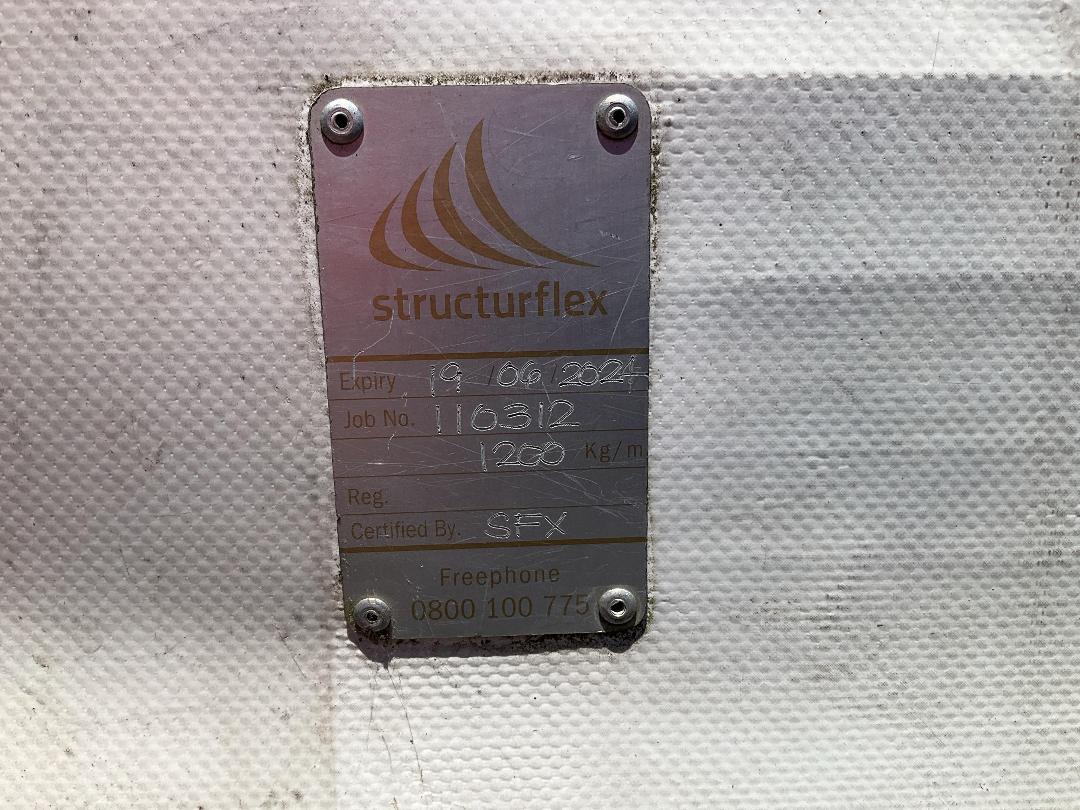 structurflex
Expiry 19/06/2024
Job No. 110312
1200 Kg/m
Reg.
Certified By. SFX
Freephone
0800 100 775